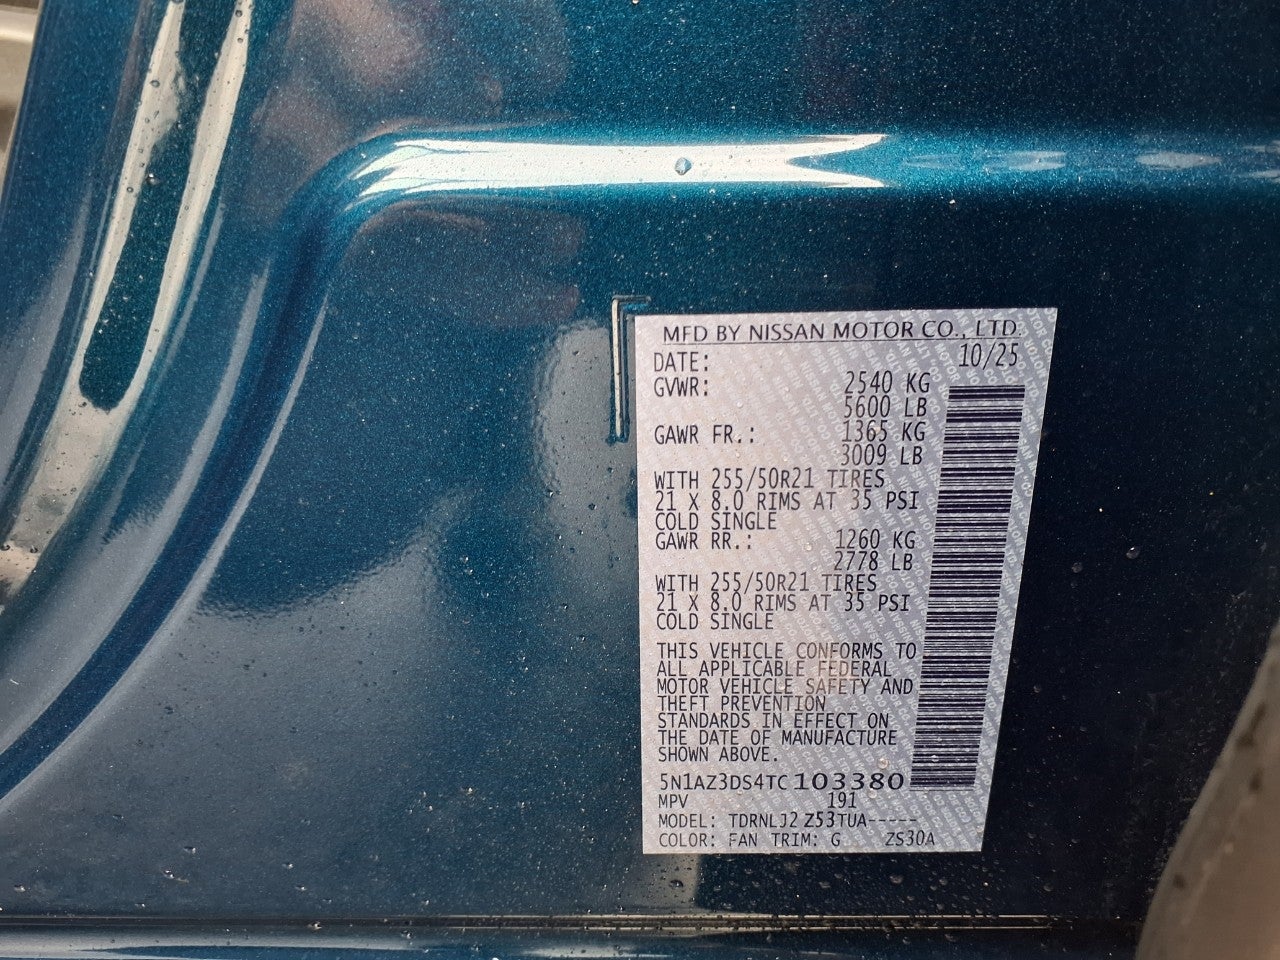 MFD BY NISSAN MOTOR CO., LTD.
DATE: 10/25
GVWR: 2540 KG
5600 LB
GAWR FR.: 1365 KG
3009 LB
WITH 255/50R21 TIRES
21 X 8.0 RIMS AT 35 PSI
COLD SINGLE
GAWR RR.: 1260 KG
2778 LB
WITH 255/50R21 TIRES
21 X 8.0 RIMS AT 35 PSI
COLD SINGLE
THIS VEHICLE CONFORMS TO
ALL APPLICABLE FEDERAL
MOTOR VEHICLE SAFETY AND
THEFT PREVENTION
STANDARDS IN EFFECT ON
THE DATE OF MANUFACTURE
SHOWN ABOVE.
5N1AZ3DS4TC103380
MPV 191
MODEL: TDRNLJ2 Z53TUA-----
COLOR: FAN TRIM: G ZS30A